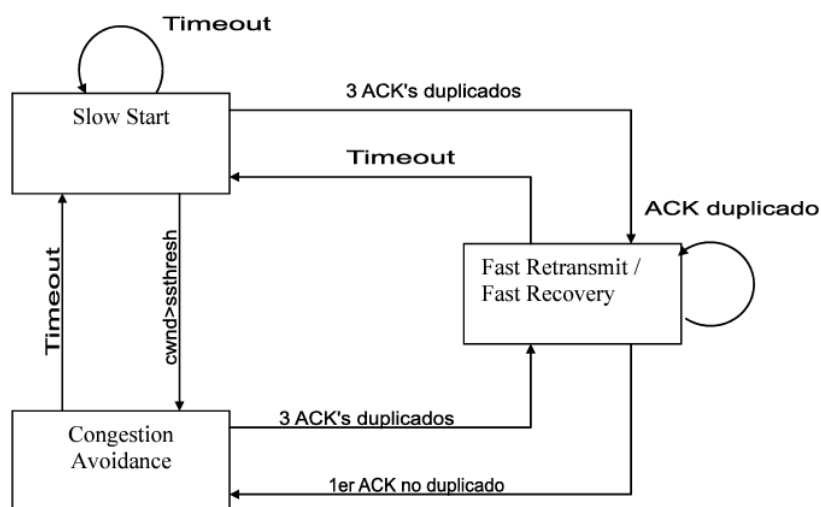 Timeout
Slow Start
3 ACK's duplicados
Timeout
ACK duplicado
Fast Retransmit /
Fast Recovery
Timeout
cwnd>ssthresh
3 ACK's duplicados
Congestion
Avoidance
1er ACK no duplicado